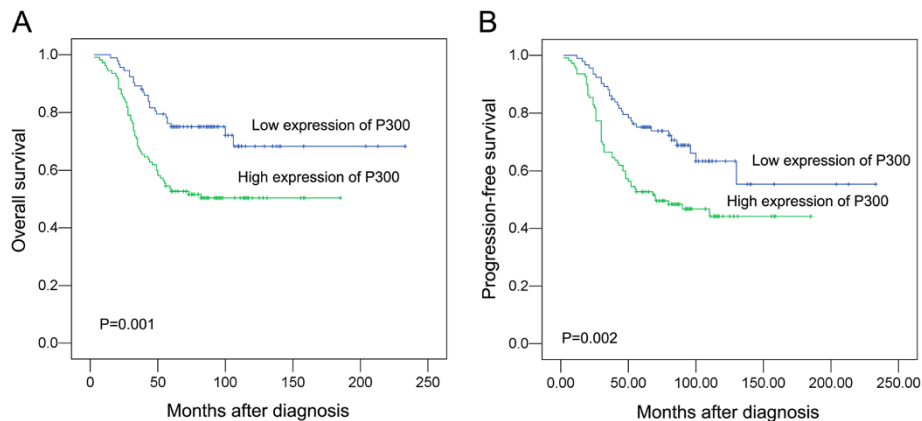 A
Overall survival
1.0
0.8
0.6
0.4
0.2
0.0
Low expression of P300
High expression of P300
P=0.001
0 50 100 150 200 250
Months after diagnosis
B
Progression-free survival
1.0
0.8
0.6
0.4
0.2
0.0
Low expression of P300
High expression of P300
P=0.002
0.00 50.00 100.00 150.00 200.00 250.00
Months after diagnosis